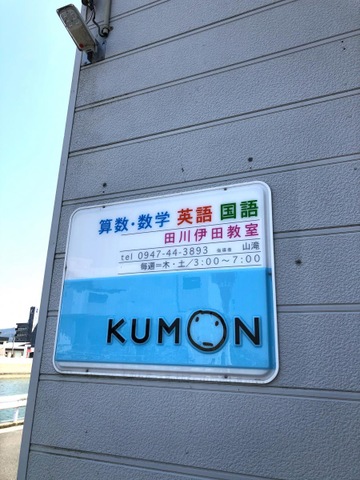 算数・数学 英語 国語
田川伊田教室
tel 0947-44-3893 指導者 山滝
毎週=木・土/3:00～7:00
KUMON